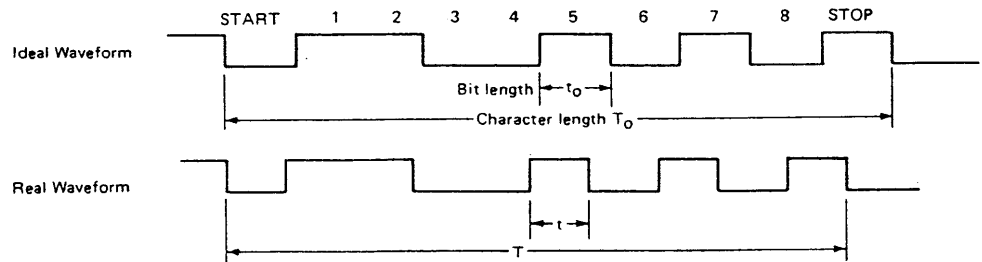 START 1 2 3 4 5 6 7 8 STOP
Ideal Waveform
Bit length t₀
Character length T₀
Real Waveform
t
T